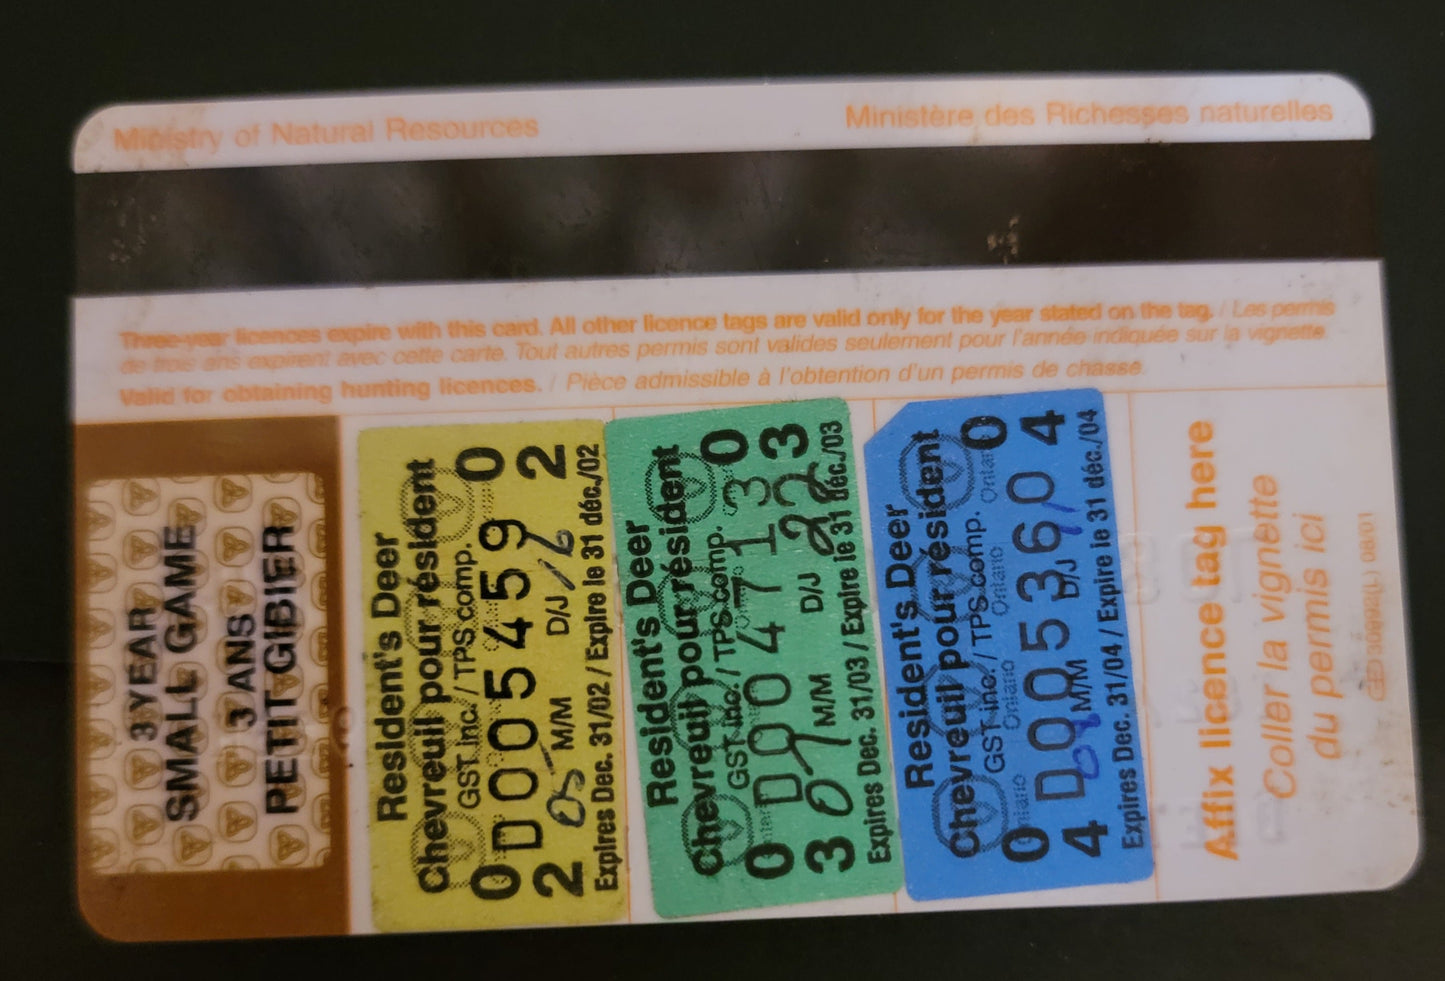 Ministry of Natural Resources
Ministère des Richesses naturelles
Three-year licences expire with this card. All other licence tags are valid only for the year stated on the tag. / Les permis
de trois ans expirent avec cette carte. Tout autres permis sont valides seulement pour l'année indiquée sur la vignette.
Valid for obtaining hunting licences. / Pièce admissible à l'obtention d'un permis de chasse.
3 YEAR
SMALL GAME
3 ANS
PETIT GIBIER
Resident's Deer
Chevreuil pour résident
GST inc. / TPS comp.
0 D005459 0
2 05 M/M D/J 16 2
Expires Dec. 31/02 / Expire le 31 déc./02
Resident's Deer
Chevreuil pour résident
GST inc. / TPS comp.
0 D004713 0
3 09 M/M D/J 22 3
Expires Dec. 31/03 / Expire le 31 déc./03
Resident's Deer
Chevreuil pour résident
GST inc. / TPS comp.
0 D005360 0
4 M/M D/J 4
Expires Dec. 31/04 / Expire le 31 déc./04
Affix licence tag here
Coller la vignette
du permis ici